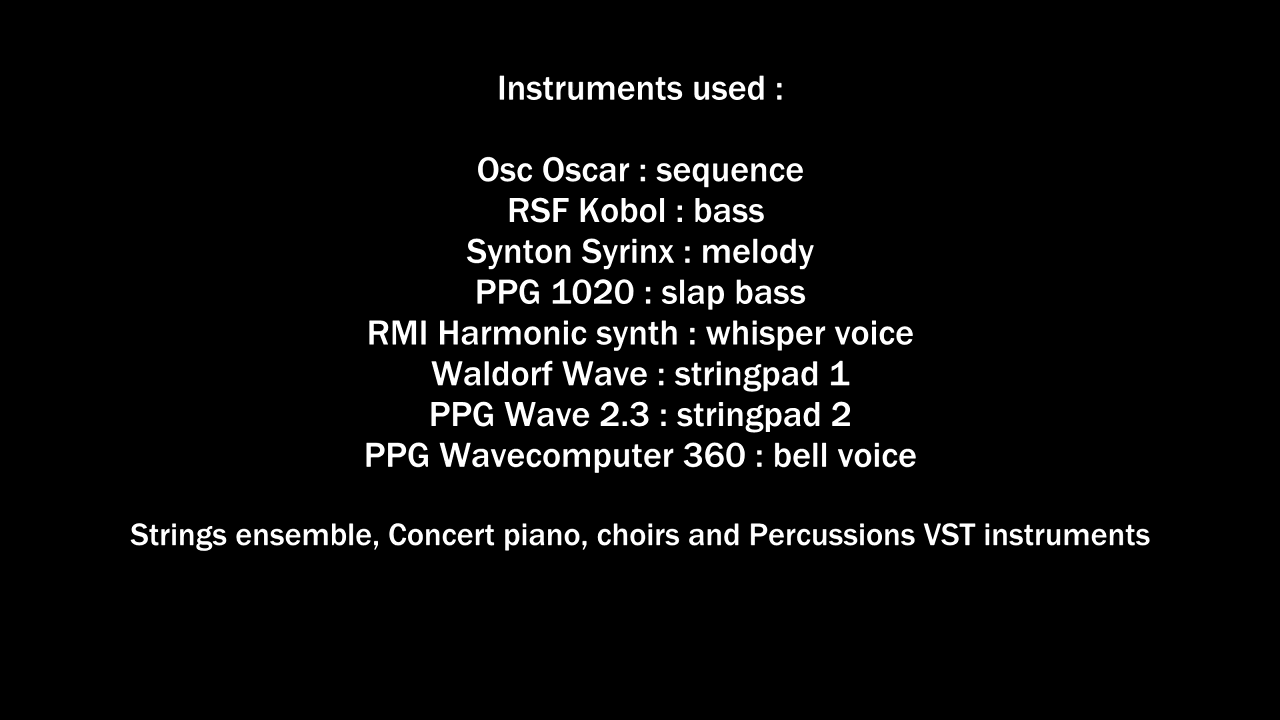 Instruments used :
Osc Oscar : sequence
RSF Kobol : bass
Synton Syrinx : melody
PPG 1020 : slap bass
RMI Harmonic synth : whisper voice
Waldorf Wave : stringpad 1
PPG Wave 2.3 : stringpad 2
PPG Wavecomputer 360 : bell voice
Strings ensemble, Concert piano, choirs and Percussions VST instruments